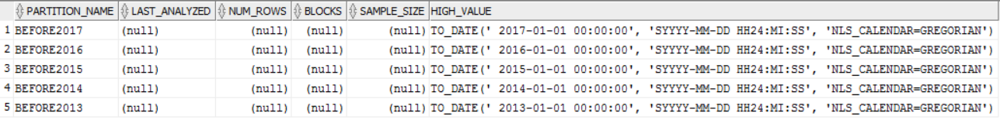 PARTITION_NAME LAST_ANALYZED NUM_ROWS BLOCKS SAMPLE_SIZE HIGH_VALUE
1 BEFORE2017 (null) (null) (null) (null) TO_DATE(' 2017-01-01 00:00:00', 'SYYYY-MM-DD HH24:MI:SS', 'NLS_CALENDAR=GREGORIAN')
2 BEFORE2016 (null) (null) (null) (null) TO_DATE(' 2016-01-01 00:00:00', 'SYYYY-MM-DD HH24:MI:SS', 'NLS_CALENDAR=GREGORIAN')
3 BEFORE2015 (null) (null) (null) (null) TO_DATE(' 2015-01-01 00:00:00', 'SYYYY-MM-DD HH24:MI:SS', 'NLS_CALENDAR=GREGORIAN')
4 BEFORE2014 (null) (null) (null) (null) TO_DATE(' 2014-01-01 00:00:00', 'SYYYY-MM-DD HH24:MI:SS', 'NLS_CALENDAR=GREGORIAN')
5 BEFORE2013 (null) (null) (null) (null) TO_DATE(' 2013-01-01 00:00:00', 'SYYYY-MM-DD HH24:MI:SS', 'NLS_CALENDAR=GREGORIAN')